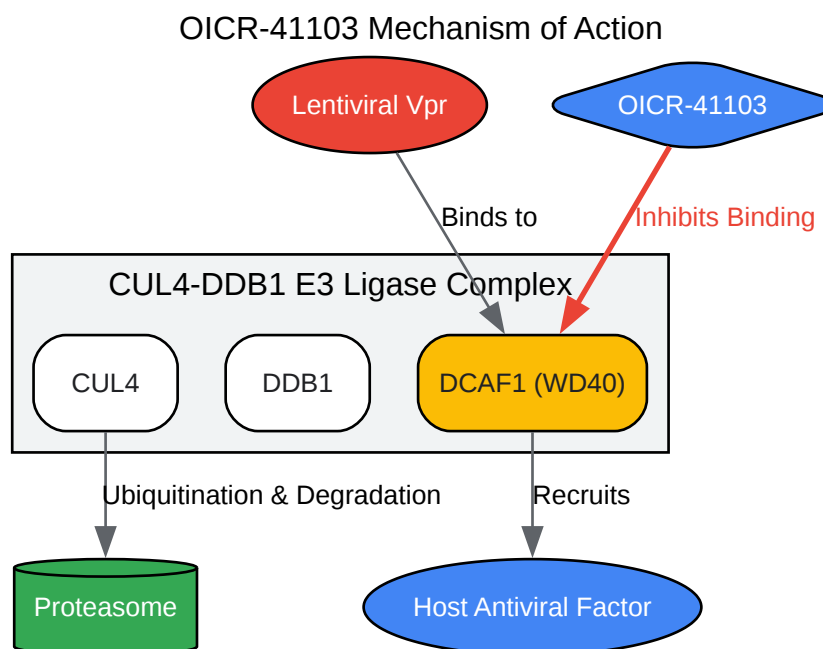 OICR-41103 Mechanism of Action
Lentiviral Vpr
OICR-41103
Binds to
Inhibits Binding
CUL4-DDB1 E3 Ligase Complex
CUL4
DDB1
DCAF1 (WD40)
Ubiquitination & Degradation
Recruits
Proteasome
Host Antiviral Factor